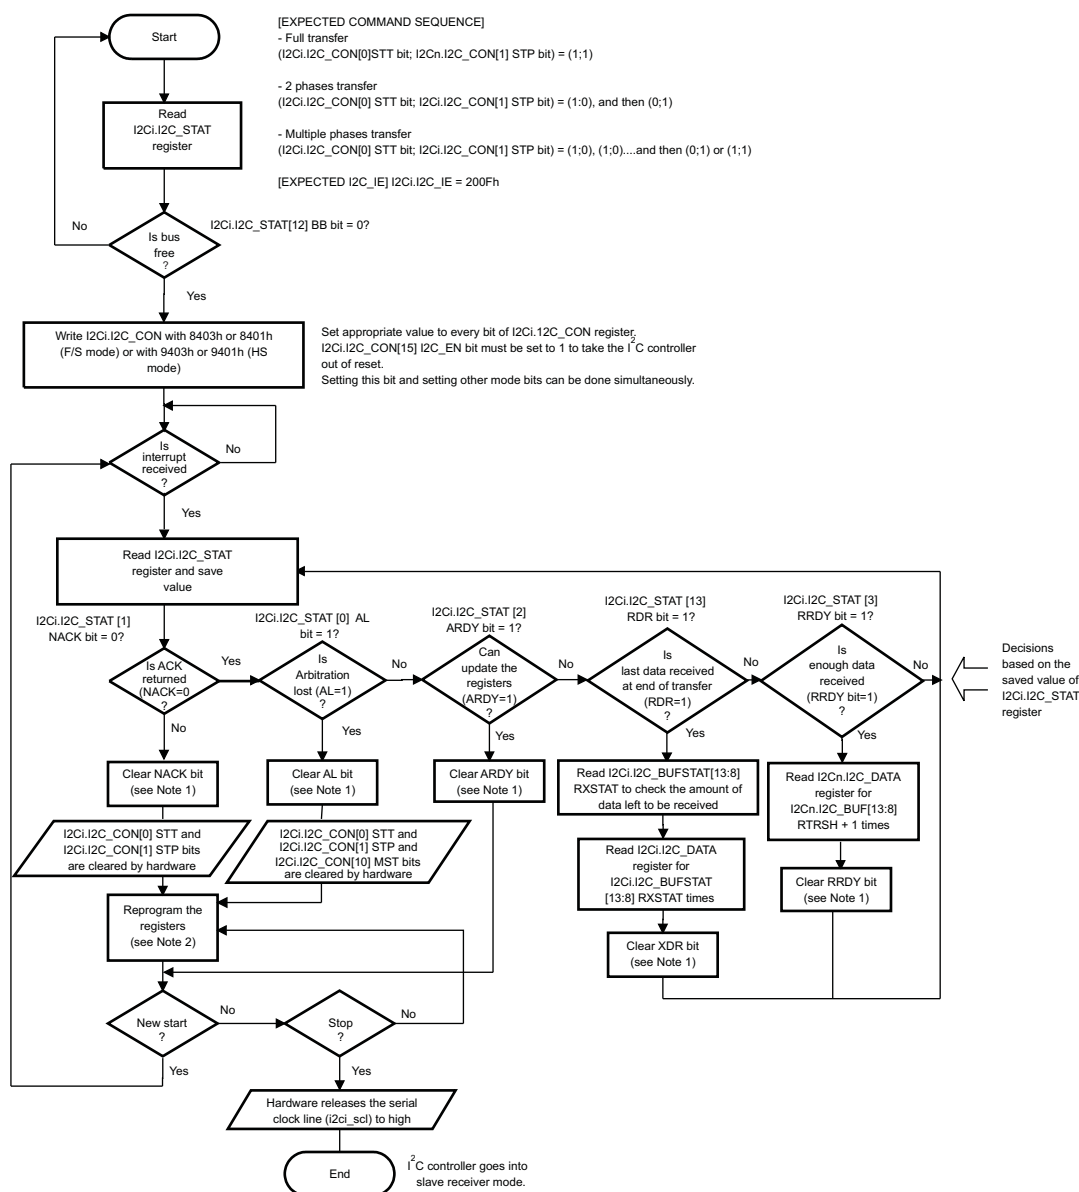 Start
[EXPECTED COMMAND SEQUENCE]
- Full transfer
(I2Ci.I2C_CON[0]STT bit; I2Cn.I2C_CON[1] STP bit) = (1;1)
- 2 phases transfer
(I2Ci.I2C_CON[0] STT bit; I2Ci.I2C_CON[1] STP bit) = (1:0), and then (0;1)
- Multiple phases transfer
(I2Ci.I2C_CON[0] STT bit; I2Ci.I2C_CON[1] STP bit) = (1;0), (1;0)....and then (0;1) or (1;1)
[EXPECTED I2C_IE] I2Ci.I2C_IE = 200Fh
Read
I2Ci.I2C_STAT
register
No
I2Ci.I2C_STAT[12] BB bit = 0?
Is bus
free
?
Yes
Write I2Ci.I2C_CON with 8403h or 8401h
(F/S mode) or with 9403h or 9401h (HS
mode)
Set appropriate value to every bit of I2Ci.12C_CON register.
I2Ci.I2C_CON[15] I2C_EN bit must be set to 1 to take the I2C controller
out of reset.
Setting this bit and setting other mode bits can be done simultaneously.
Is
interrupt
received
?
No
Yes
Read I2Ci.I2C_STAT
register and save
value
I2Ci.I2C_STAT [1]
NACK bit = 0?
I2Ci.I2C_STAT [0] AL
bit = 1?
I2Ci.I2C_STAT [2]
ARDY bit = 1?
I2Ci.I2C_STAT [13]
RDR bit = 1?
I2Ci.I2C_STAT [3]
RRDY bit = 1?
Is ACK
returned
(NACK=0
?
Yes
No
Is
Arbitration
lost (AL=1)
?
No
Yes
Can
update the
registers
(ARDY=1)
?
No
Yes
Is
last data received
at end of transfer
(RDR=1)
?
No
Yes
Is
enough data
received
(RRDY bit=1)
?
No
Yes
Decisions
based on the
saved value of
I2Ci.I2C_STAT
register
Clear NACK bit
(see Note 1)
Clear AL bit
(see Note 1)
Clear ARDY bit
(see Note 1)
Read I2Ci.I2C_BUFSTAT[13:8]
RXSTAT to check the amount of
data left to be received
Read I2Cn.I2C_DATA
register for
I2Cn.I2C_BUF[13:8]
RTRSH + 1 times
I2Ci.I2C_CON[0] STT and
I2Ci.I2C_CON[1] STP bits
are cleared by hardware
I2Ci.I2C_CON[0] STT and
I2Ci.I2C_CON[1] STP and
I2Ci.I2C_CON[10] MST bits
are cleared by hardware
Read I2Ci.I2C_DATA
register for
I2Ci.I2C_BUFSTAT
[13:8] RXSTAT times
Clear RRDY bit
(see Note 1)
Reprogram the
registers
(see Note 2)
Clear XDR bit
(see Note 1)
New start
?
No
Yes
Stop
?
No
Yes
Hardware releases the serial
clock line (i2ci_scl) to high
End
I2C controller goes into
slave receiver mode.